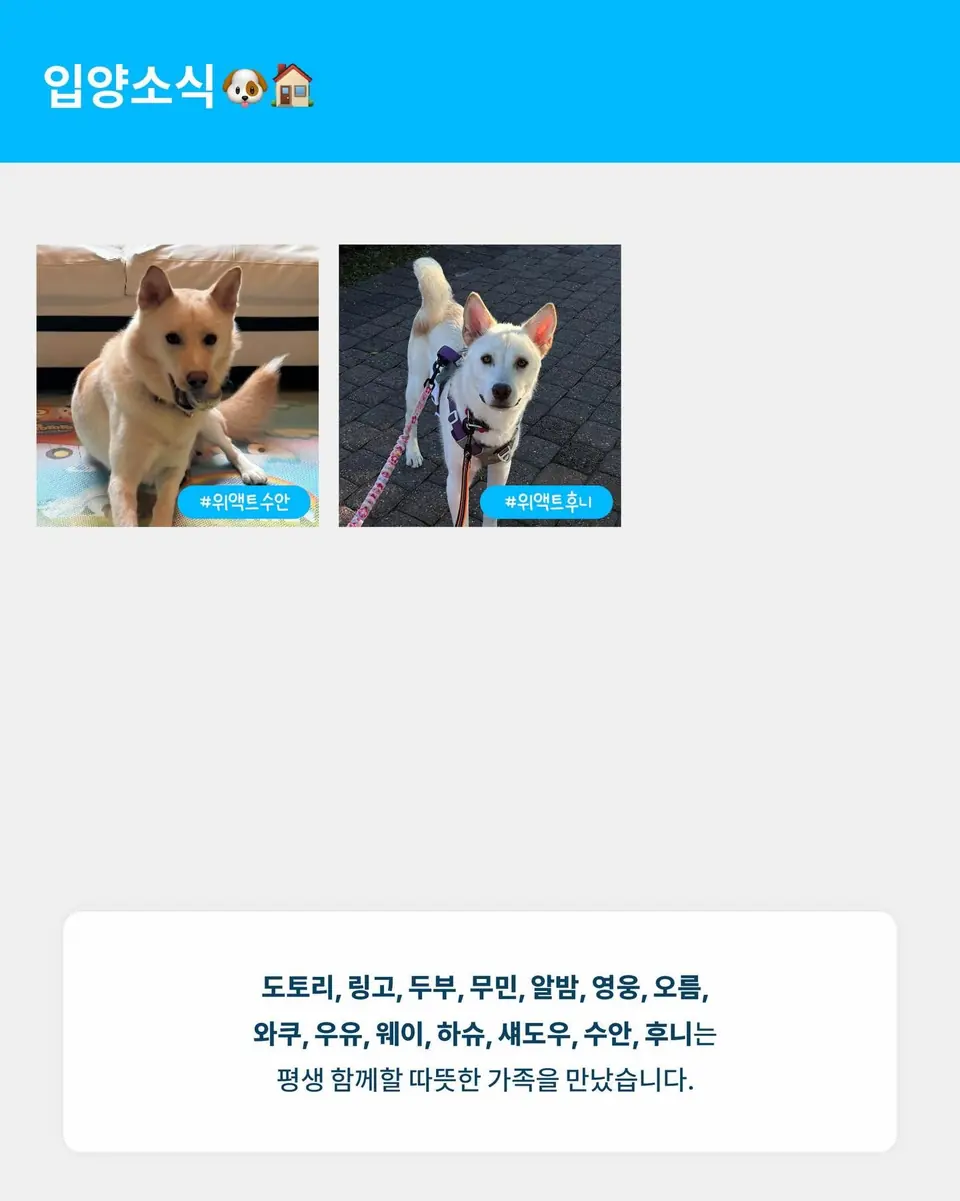 입양소식🐶🏠
#위액트수안
#위액트후니
도토리, 링고, 두부, 무민, 알밤, 영웅, 오름,
와쿠, 우유, 웨이, 하슈, 섀도우, 수안, 후니는
평생 함께할 따뜻한 가족을 만났습니다.